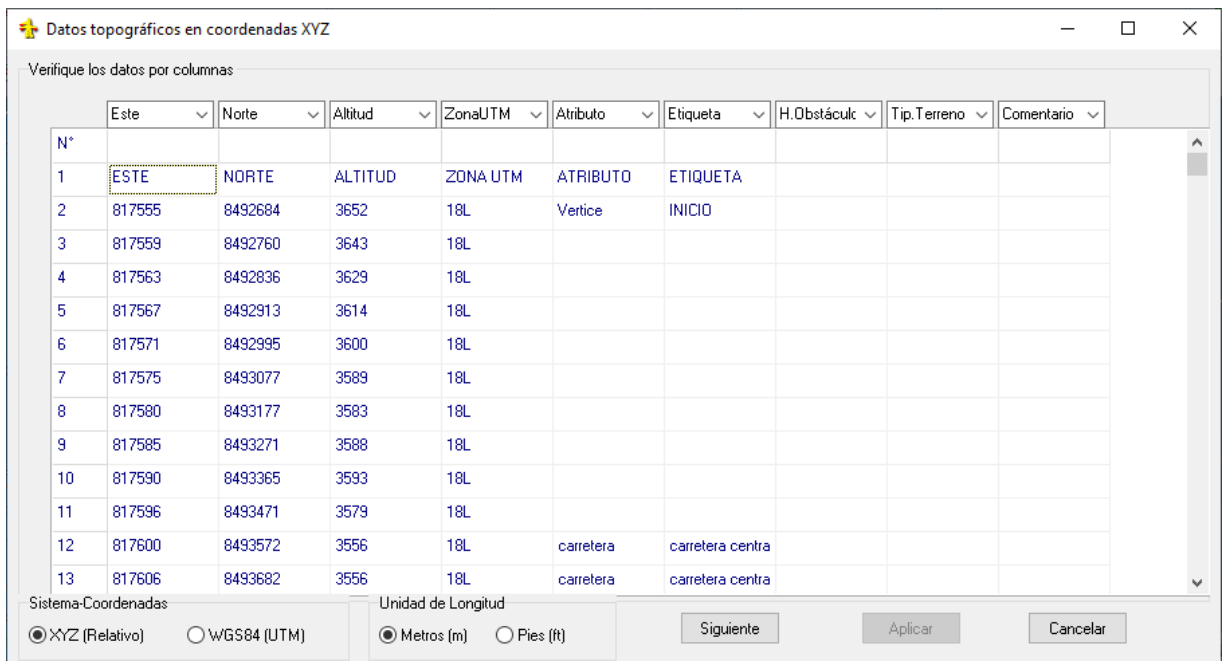 Datos topográficos en coordenadas XYZ
Verifique los datos por columnas
Este Norte Altitud ZonaUTM Atributo Etiqueta H.Obstáculc Tip.Terreno Comentario
N°
1 ESTE NORTE ALTITUD ZONA UTM ATRIBUTO ETIQUETA
2 817555 8492684 3652 18L Vertice INICIO
3 817559 8492760 3643 18L
4 817563 8492836 3629 18L
5 817567 8492913 3614 18L
6 817571 8492995 3600 18L
7 817575 8493077 3589 18L
8 817580 8493177 3583 18L
9 817585 8493271 3588 18L
10 817590 8493365 3593 18L
11 817596 8493471 3579 18L
12 817600 8493572 3556 18L carretera carretera centra
13 817606 8493682 3556 18L carretera carretera centra
Sistema-Coordenadas Unidad de Longitud
XYZ (Relativo) WGS84 (UTM) Metros (m) Pies (ft) Siguiente Aplicar Cancelar